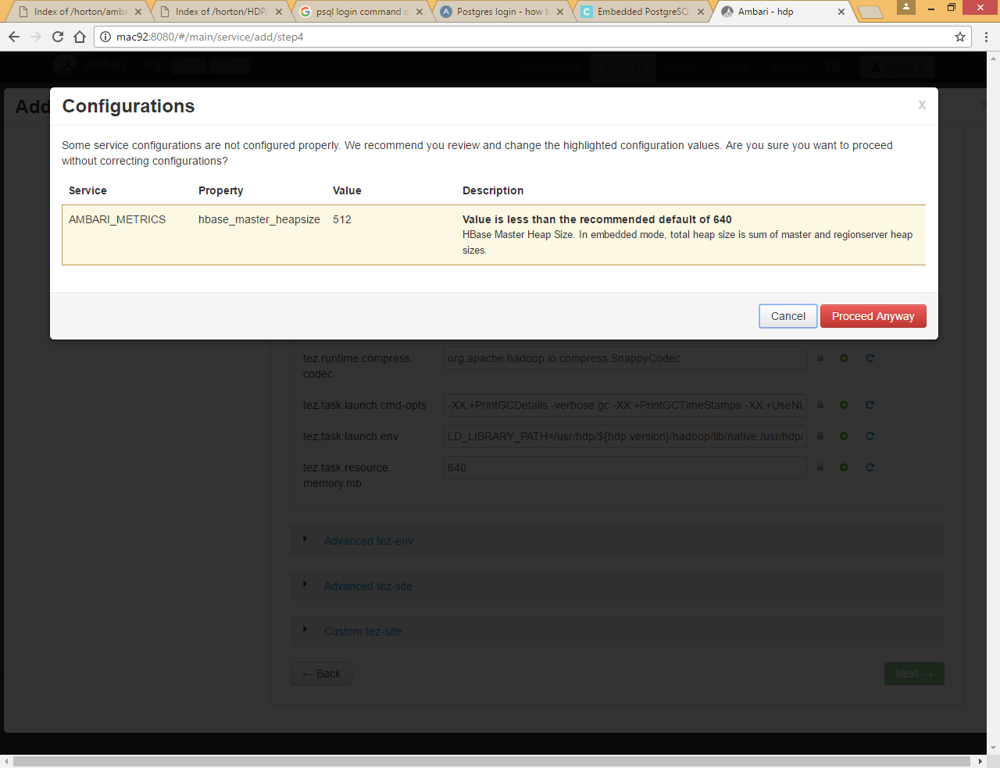 Index of /horton/amba
Index of /horton/HDP/
psql login command c
Postgres login - how t
Embedded PostgreSQL
Ambari - hdp
mac92:8080/#/main/service/add/step4
Ambari hdp Dashboard Services Hosts Alerts Admin admin
Add
Configurations
x
Some service configurations are not configured properly. We recommend you review and change the highlighted configuration values. Are you sure you want to proceed
without correcting configurations?
Service Property Value Description
AMBARI_METRICS hbase_master_heapsize 512 Value is less than the recommended default of 640
HBase Master Heap Size. In embedded mode, total heap size is sum of master and regionserver heap
sizes.
Cancel Proceed Anyway
tez.runtime.compress. org.apache.hadoop.io.compress.SnappyCodec
codec
tez.task.launch.cmd-opts -XX:+PrintGCDetails -verbose:gc -XX:+PrintGCTimeStamps -XX:+UseNU
tez.task.launch.env LD_LIBRARY_PATH=/usr/hdp/${hdp.version}/hadoop/lib/native:/usr/hdp/
tez.task.resource. 640
memory.mb
Advanced tez-env
Advanced tez-site
Custom tez-site
← Back Next →